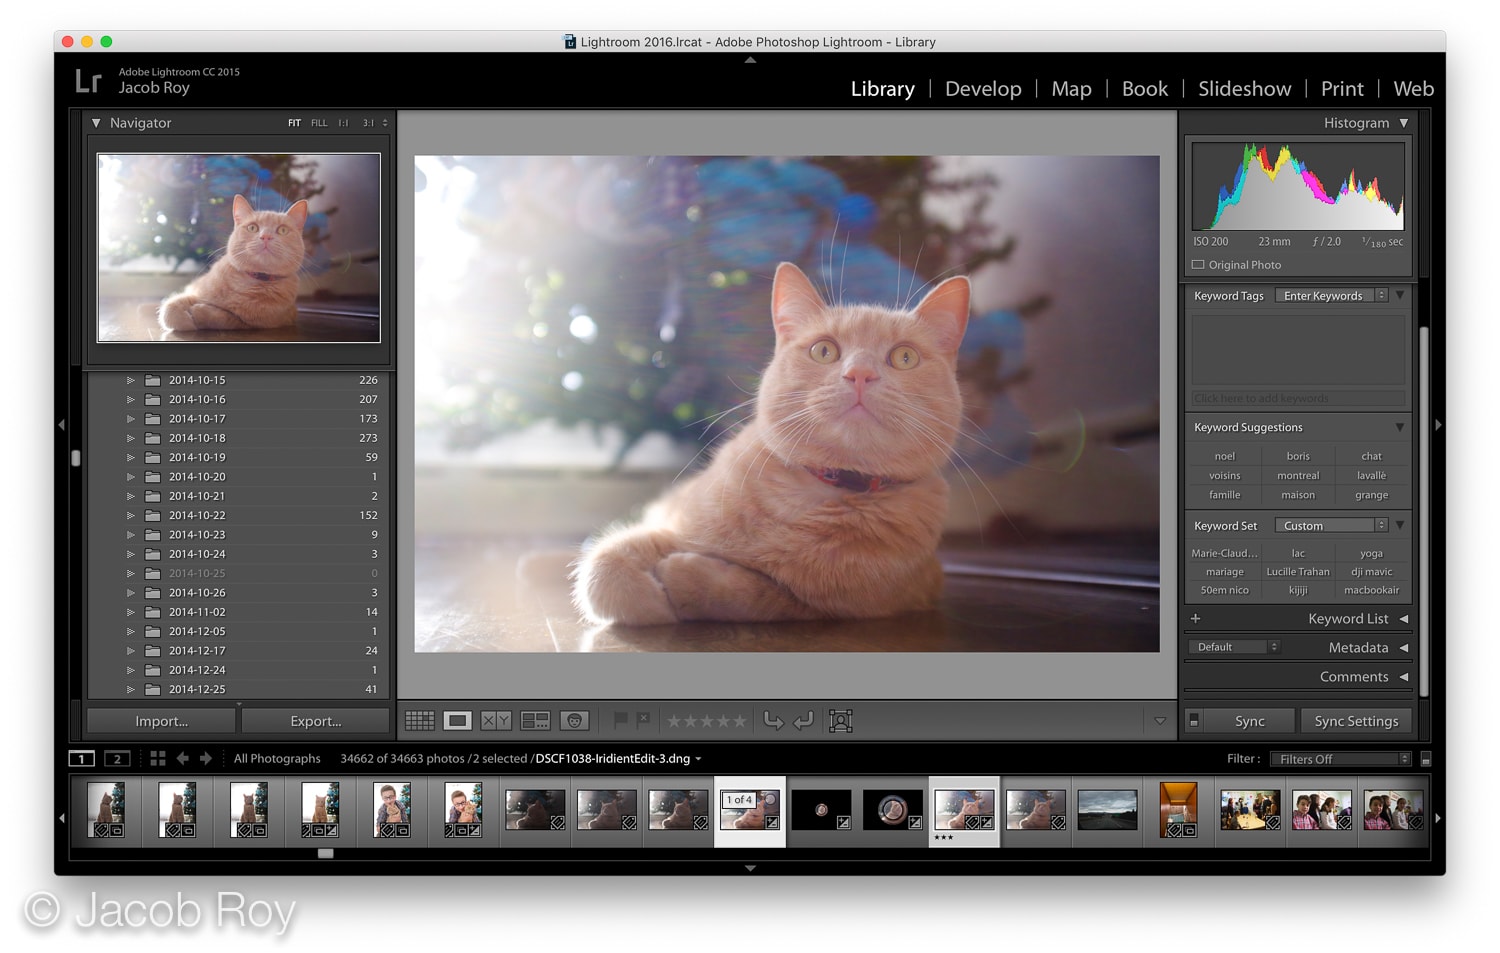 Lightroom 2016.lrcat - Adobe Photoshop Lightroom - Library
Lr
Adobe Lightroom CC 2015
Jacob Roy
Library | Develop | Map | Book | Slideshow | Print | Web
Navigator FIT FILL 1:1 3:1
2014-10-15 226
2014-10-16 207
2014-10-17 173
2014-10-18 273
2014-10-19 59
2014-10-20 1
2014-10-21 2
2014-10-22 152
2014-10-23 9
2014-10-24 3
2014-10-25 0
2014-10-26 3
2014-11-02 14
2014-12-05 1
2014-12-17 24
2014-12-24 1
2014-12-25 41
Import... Export...
Histogram
ISO 200 23 mm ƒ / 2.0 1/180 sec
Original Photo
Keyword Tags Enter Keywords
Click here to add keywords
Keyword Suggestions
noel boris chat
voisins montreal lavallé
famille maison grange
Keyword Set Custom
Marie-Claud... lac yoga
mariage Lucille Trahan dji mavic
50em nico kijiji macbookair
+ Keyword List
Default Metadata
Comments
X Y
Sync Sync Settings
1 2 All Photographs 34662 of 34663 photos /2 selected /DSCF1038-IridientEdit-3.dng Filter : Filters Off
1 of 4
© Jacob Roy